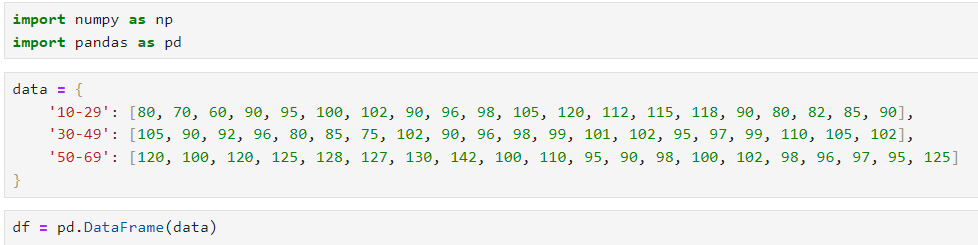 import numpy as np
import pandas as pd
data = {
    '10-29': [80, 70, 60, 90, 95, 100, 102, 90, 96, 98, 105, 120, 112, 115, 118, 90, 80, 82, 85, 90],
    '30-49': [105, 90, 92, 96, 80, 85, 75, 102, 90, 96, 98, 99, 101, 102, 95, 97, 99, 110, 105, 102],
    '50-69': [120, 100, 120, 125, 128, 127, 130, 142, 100, 110, 95, 90, 98, 100, 102, 98, 96, 97, 95, 125]
}
df = pd.DataFrame(data)